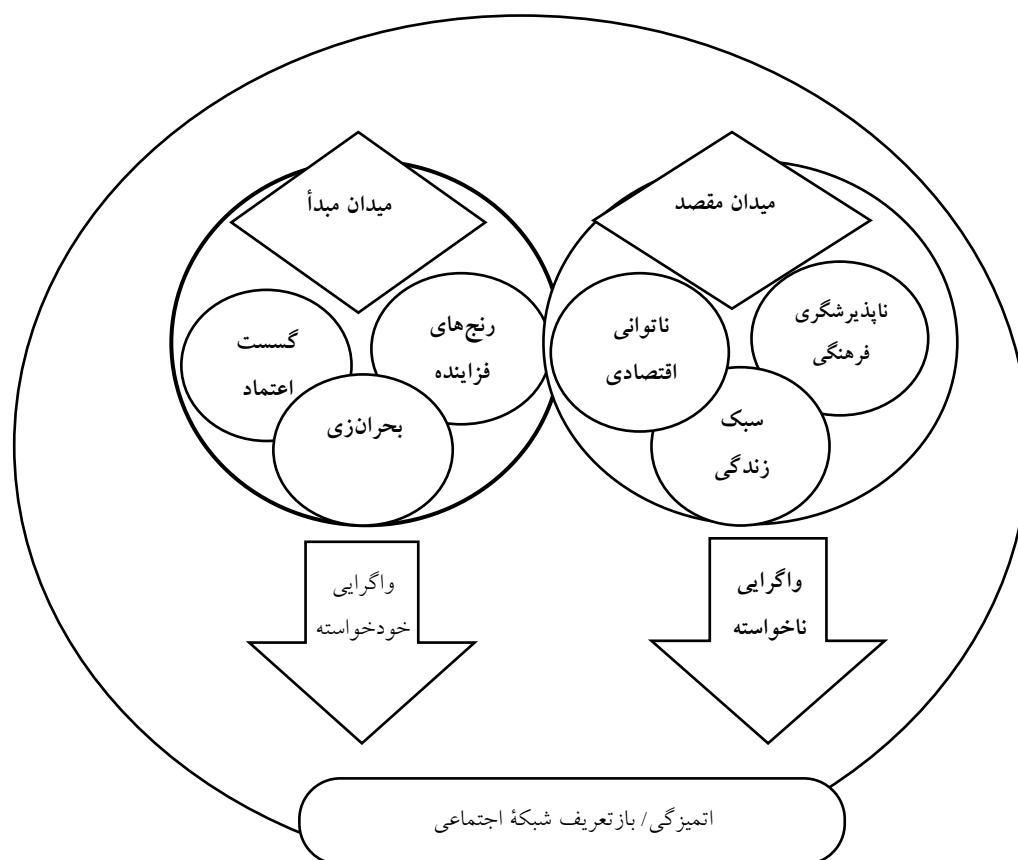 میدان مقصد
میدان مبدأ
ناپذیرشگری
فرهنگی
ناتوانی
اقتصادی
سبک
زندگی
رنج‌های
فزاینده
گسست
اعتماد
بحران‌زی
واگرایی
ناخواسته
واگرایی
خودخواسته
اتمیزگی/ بازتعریف شبکۀ اجتماعی